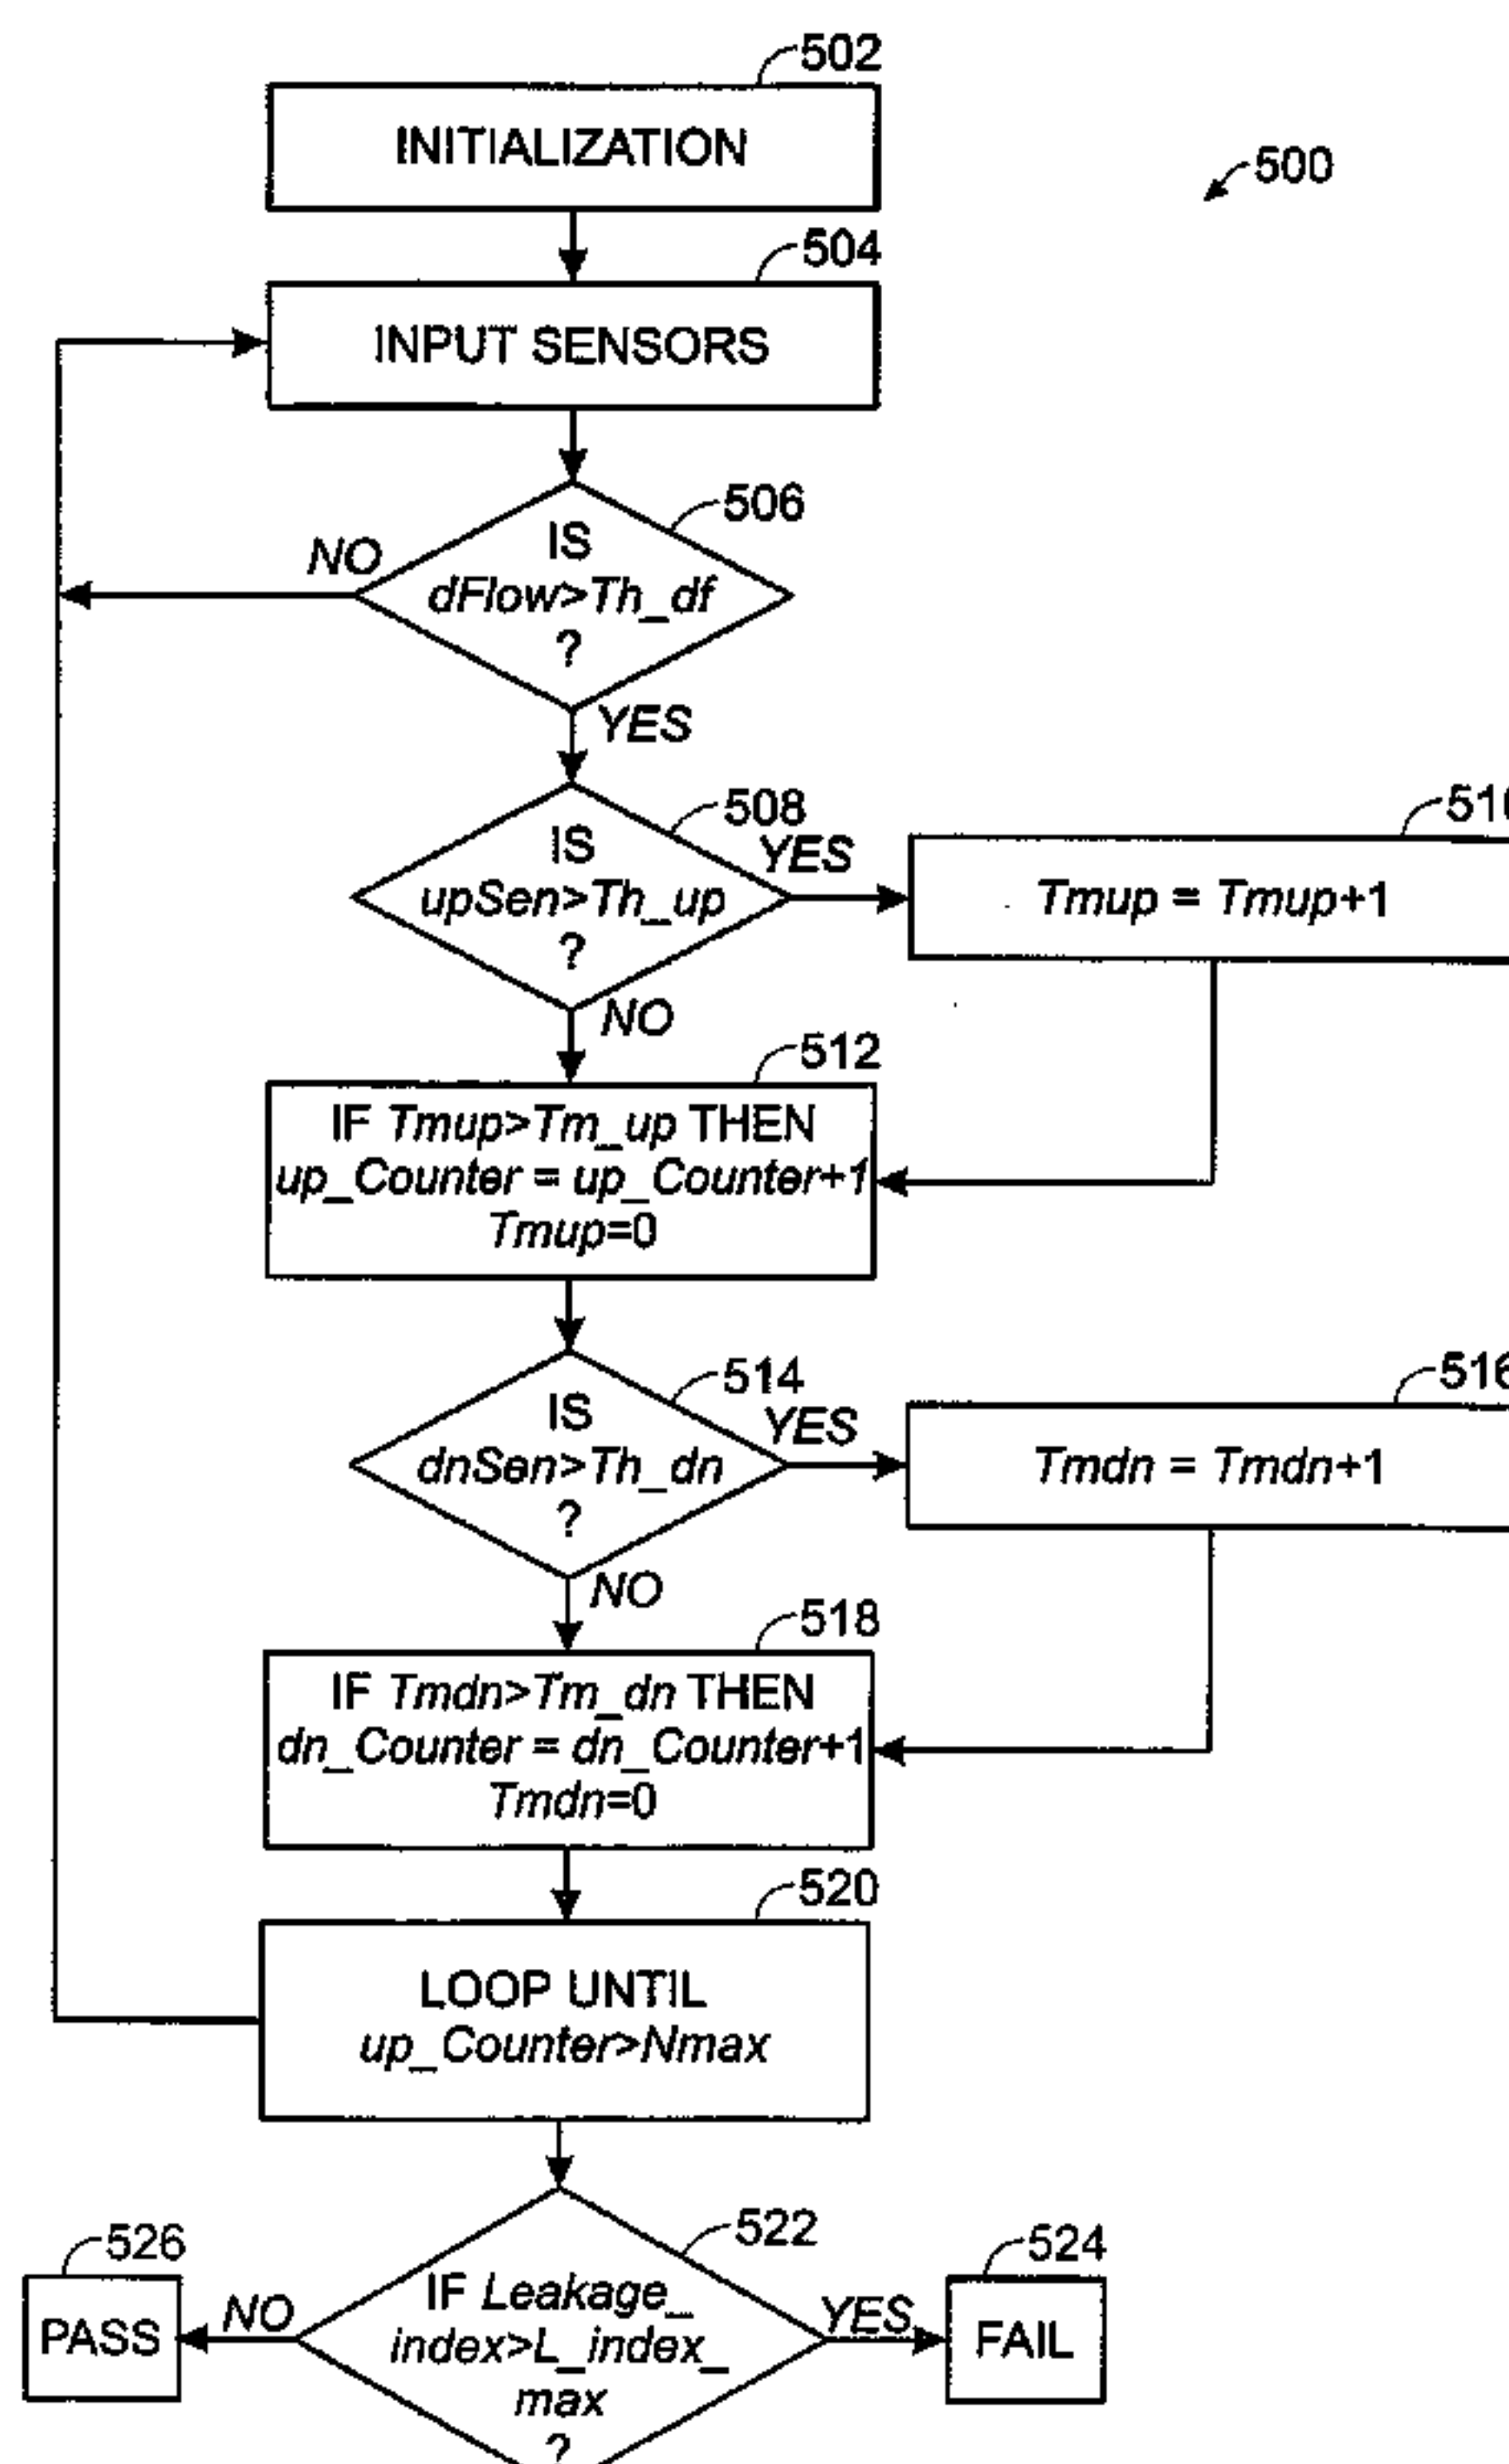 502
INITIALIZATION
500
504
INPUT SENSORS
506
IS
dFlow>Th_df
?
NO
YES
508
IS
upSen>Th_up
?
YES
NO
Tmup = Tmup+1
512
IF Tmup>Tm_up THEN
up_Counter = up_Counter+1
Tmup=0
514
IS
dnSen>Th_dn
?
YES
NO
516
Tmdn = Tmdn+1
518
IF Tmdn>Tm_dn THEN
dn_Counter = dn_Counter+1
Tmdn=0
520
LOOP UNTIL
up_Counter>Nmax
522
IF Leakage_
index>L_index_
max
?
NO
YES
526
PASS
524
FAIL